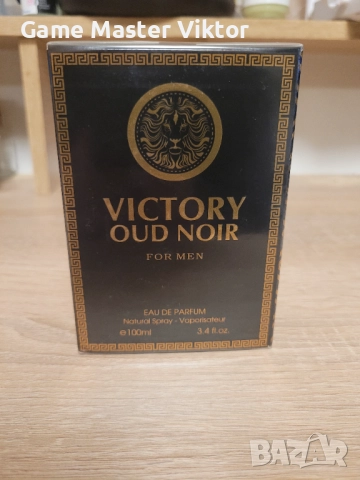 Game Master Viktor
VICTORY
OUD NOIR
FOR MEN
EAU DE PARFUM
Natural Spray - Vaporisateur
e100ml 3.4 fl.oz.
BAZAR